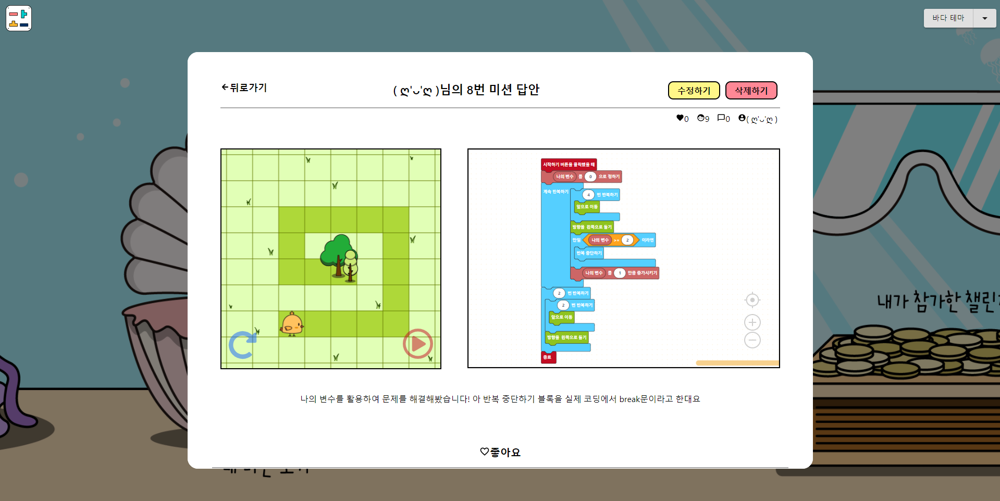 바다 테마
뒤로가기
( ღ'ᴗ'ღ )님의 8번 미션 답안
수정하기
삭제하기
0 9 0 ( ღ'ᴗ'ღ )
시작하기 버튼을 클릭했을 때
나의 변수 를 0 으로 정하기
계속 반복하기
4 번 반복하기
앞으로 이동
방향을 왼쪽으로 돌기
만일 나의 변수 >= 2 이라면
반복 중단하기
나의 변수 를 1 만큼 증가시키기
2 번 반복하기
2 번 반복하기
앞으로 이동
방향을 왼쪽으로 돌기
종료
내가 참가한 챌린
나의 변수를 활용하여 문제를 해결해봤습니다! 아 반복 중단하기 블록을 실제 코딩에서 break문이라고 한대요
좋아요